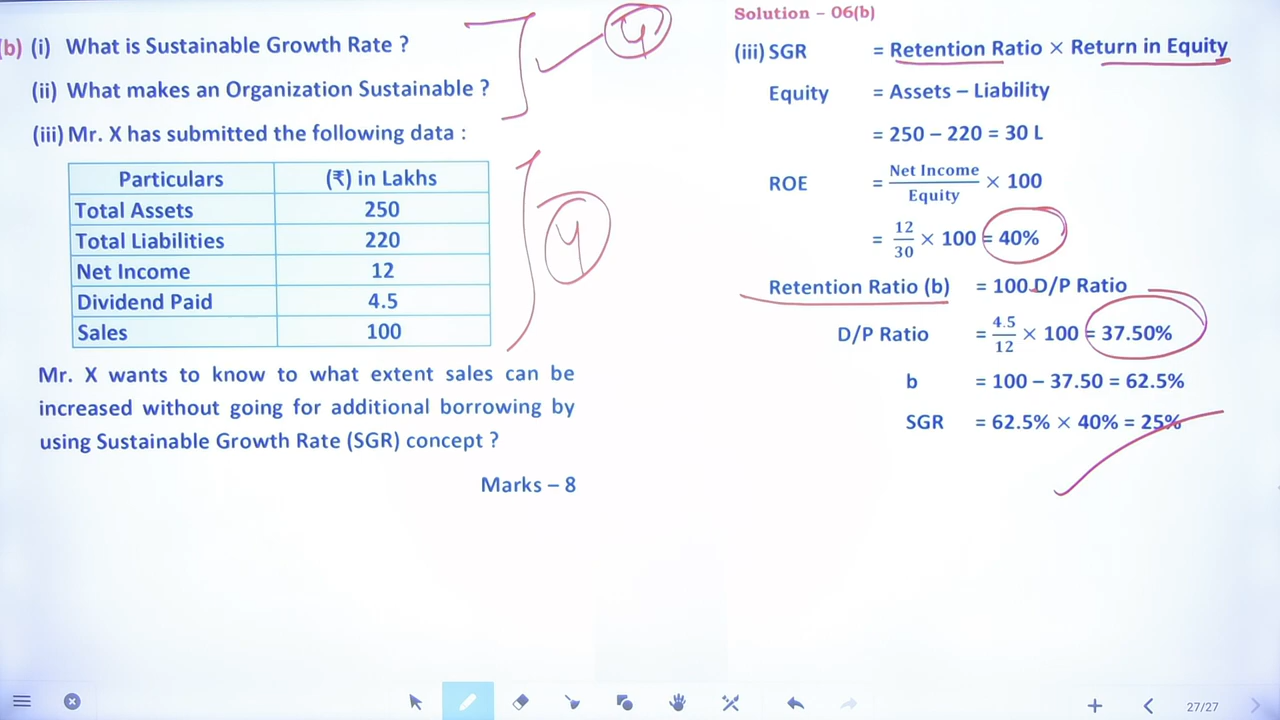 (b) (i) What is Sustainable Growth Rate ?
(ii) What makes an Organization Sustainable ?
(iii) Mr. X has submitted the following data :
Particulars (₹) in Lakhs
Total Assets 250
Total Liabilities 220
Net Income 12
Dividend Paid 4.5
Sales 100
Mr. X wants to know to what extent sales can be
increased without going for additional borrowing by
using Sustainable Growth Rate (SGR) concept ?
Marks – 8
4
4
Solution – 06(b)
(iii) SGR = Retention Ratio × Return in Equity
Equity = Assets – Liability
= 250 – 220 = 30 L
ROE = Net Income / Equity × 100
= 12 / 30 × 100 = 40%
Retention Ratio (b) = 100 D/P Ratio
D/P Ratio = 4.5 / 12 × 100 = 37.50%
b = 100 – 37.50 = 62.5%
SGR = 62.5% × 40% = 25%
27/27